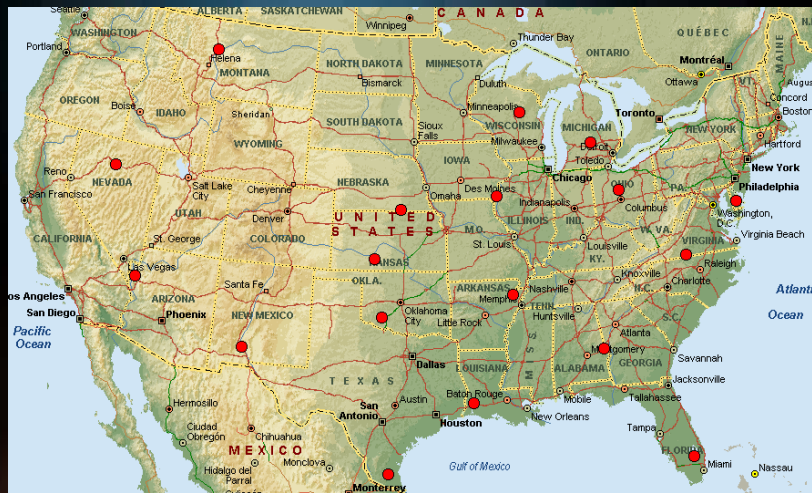 CANADA
ALBERTA
SASKATCHEWAN
Seattle
Winnipeg
WASHINGTON
Thunder Bay
QUÉBEC
MAINE
Portland
ONTARIO
Helena
MONTANA
NORTH DAKOTA
MINNESOTA
Montréal
Ottawa
Bismarck
Duluth
VT.
Augus
OREGON
Boise
IDAHO
Sheridan
Minneapolis
Concord
SOUTH DAKOTA
Sioux
Falls
WISCONSIN
MICHIGAN
Toronto
Boston
WYOMING
Milwaukee
Detroit
NEW YORK
Hartford
IOWA
Toledo
New York
Reno
NEVADA
Salt Lake
City
Cheyenne
NEBRASKA
Omaha
Des Moines
Chicago
OHIO
PA.
Philadelphia
San Francisco
UTAH
Denver
UNITED
STATES
ILLINOIS
Indianapolis
IND.
Columbus
Washington,
D.C.
CALIFORNIA
St. George
COLORADO
MO.
St. Louis
W. VA.
VIRGINIA
Virginia Beach
Las Vegas
KANSAS
Louisville
KY.
Raleigh
OKLA.
Knoxville
N.C.
Charlotte
os Angeles
ARIZONA
Santa Fe
NEW MEXICO
Oklahoma
City
ARKANSAS
Memphis
Nashville
TENN.
Huntsville
Atlanti
Ocean
San Diego
Phoenix
Little Rock
S.C.
Pacific
Ocean
Atlanta
MISS
ALABAMA
Montgomery
GEORGIA
Savannah
Dallas
TEXAS
LOUISIANA
Jacksonville
Hermosillo
Austin
San
Antonio
Baton Rouge
Mobile
Tallahassee
Houston
New Orleans
Ciudad
Obregón
Chihuahua
MEXICO
Tampa
FLORIDA
Hidalgo del
Parral
Monclova
Gulf of Mexico
Miami
Nassau
Monterrey